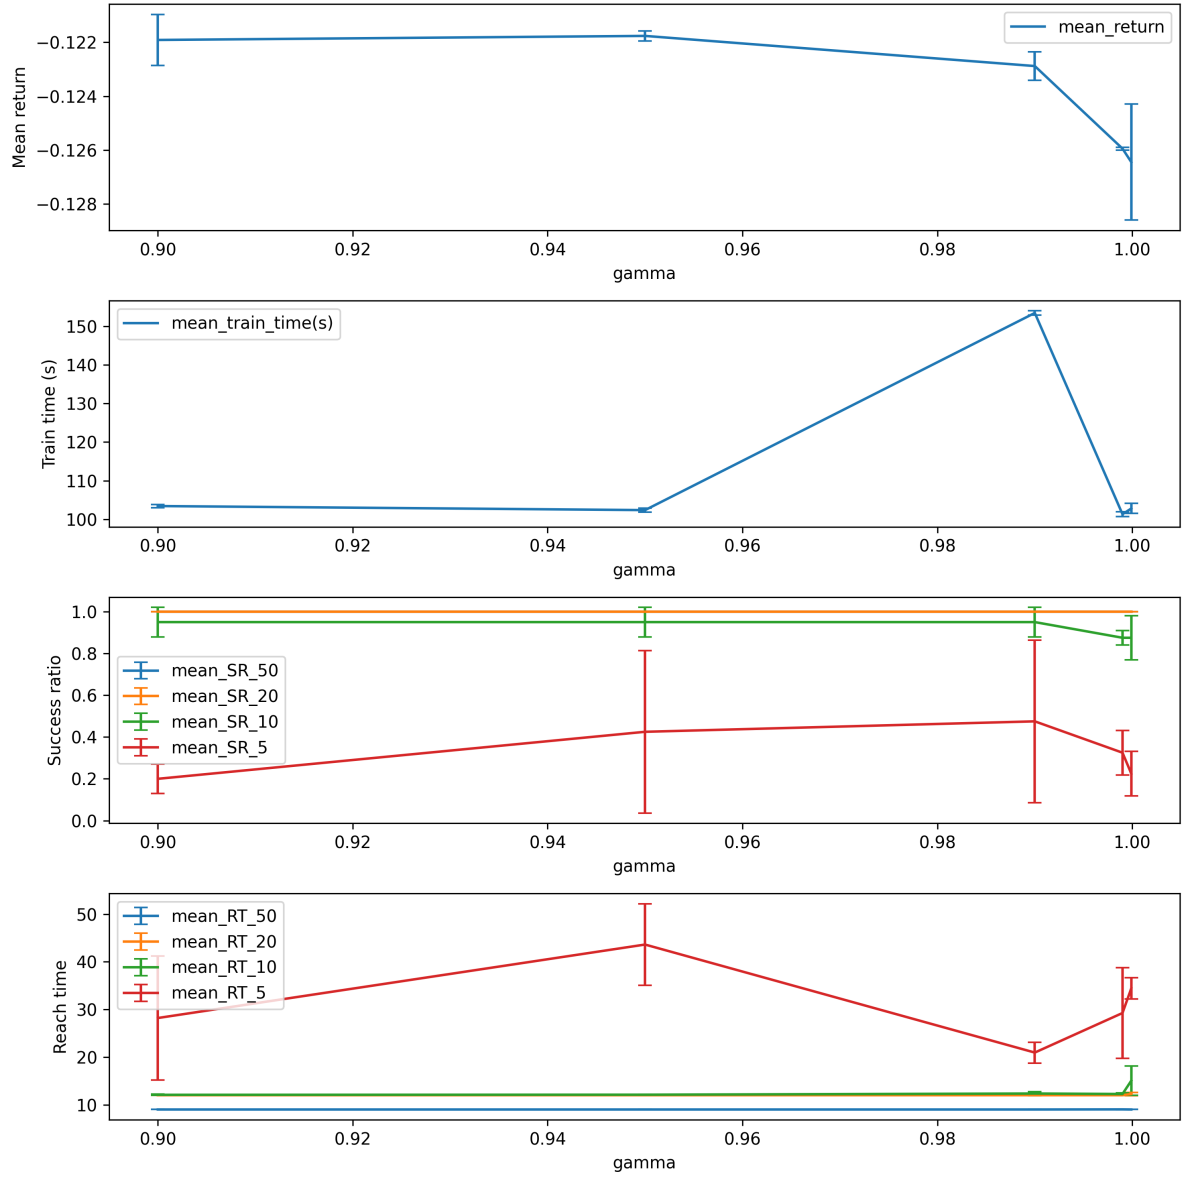 mean_return
−0.122
−0.124
−0.126
−0.128
Mean return
0.90 0.92 0.94 0.96 0.98 1.00
gamma
mean_train_time(s)
150
140
130
120
110
100
Train time (s)
0.90 0.92 0.94 0.96 0.98 1.00
gamma
1.0
0.8
0.6
0.4
0.2
0.0
Success ratio
mean_SR_50
mean_SR_20
mean_SR_10
mean_SR_5
0.90 0.92 0.94 0.96 0.98 1.00
gamma
50
40
30
20
10
Reach time
mean_RT_50
mean_RT_20
mean_RT_10
mean_RT_5
0.90 0.92 0.94 0.96 0.98 1.00
gamma